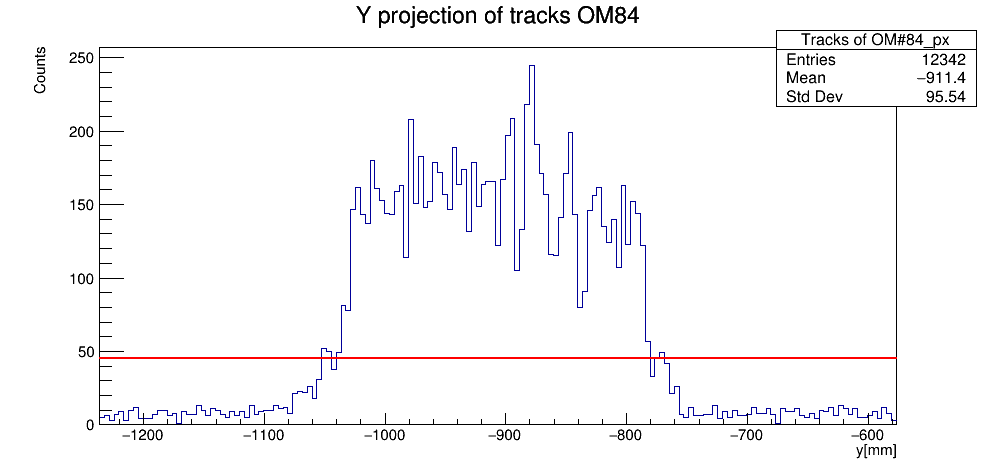 Y projection of tracks OM84
Tracks of OM#84_px
Entries 12342
Mean −911.4
Std Dev 95.54
Counts
250
200
150
100
50
0
−1200 −1100 −1000 −900 −800 −700 −600
y[mm]